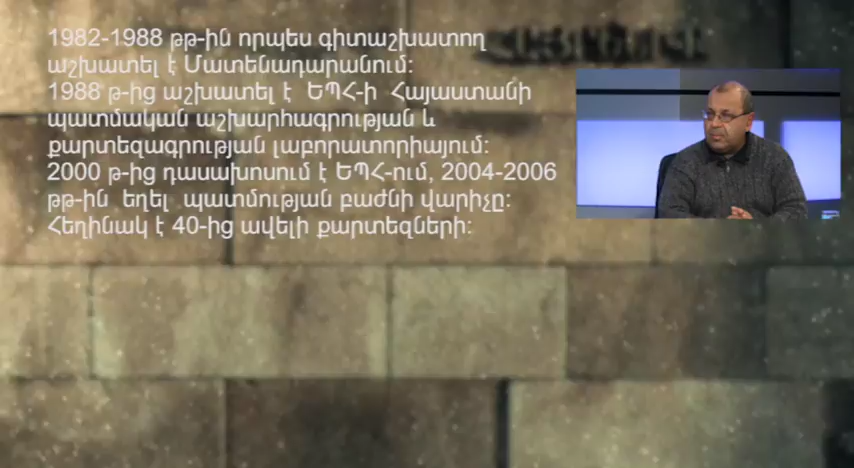 1982-1988 թթ-ին որպես գիտաշխատող
աշխատել է Մատենադարանում:
1988 թ-ից աշխատել է ԵՊՀ-ի Հայաստանի
պատմական աշխարհագրության և
քարտեզագրության լաբորատորիայում:
2000 թ-ից դասախոսում է ԵՊՀ-ում, 2004-2006
թթ-ին եղել պատմության բաժնի վարիչը:
Հեղինակ է 40-ից ավելի քարտեզների: